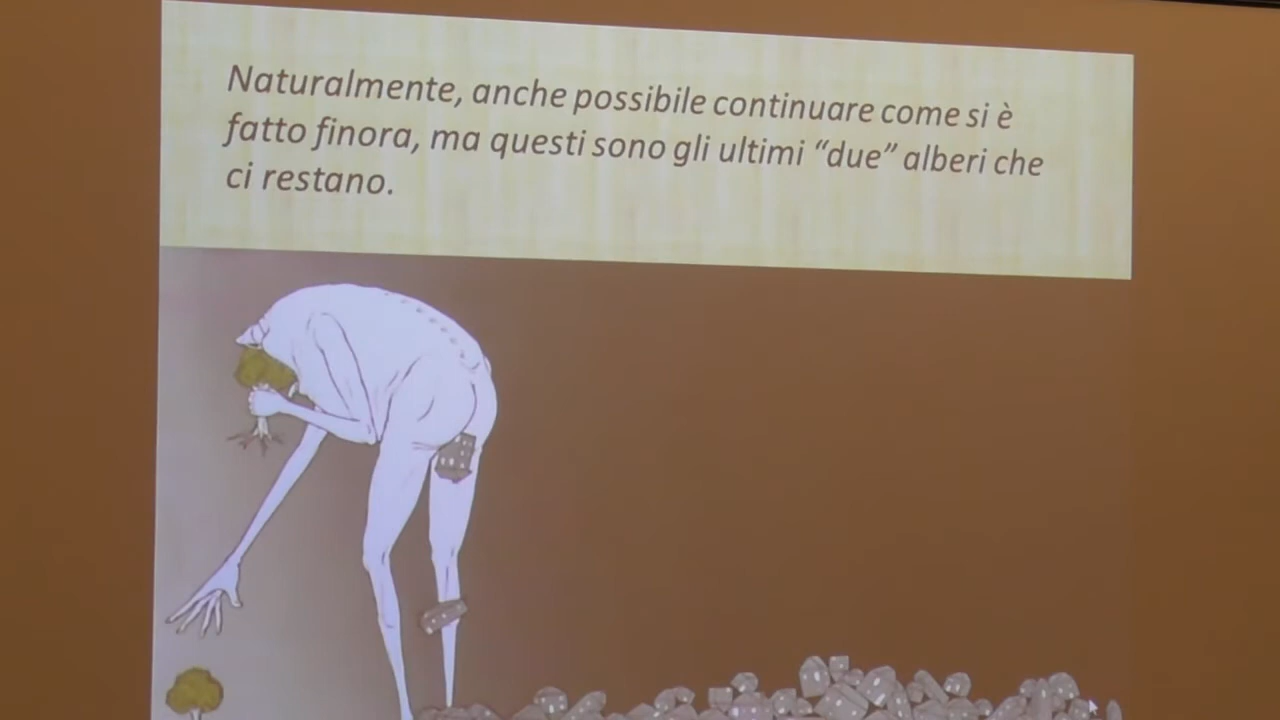 Naturalmente, anche possibile continuare come si è
fatto finora, ma questi sono gli ultimi “due” alberi che
ci restano.